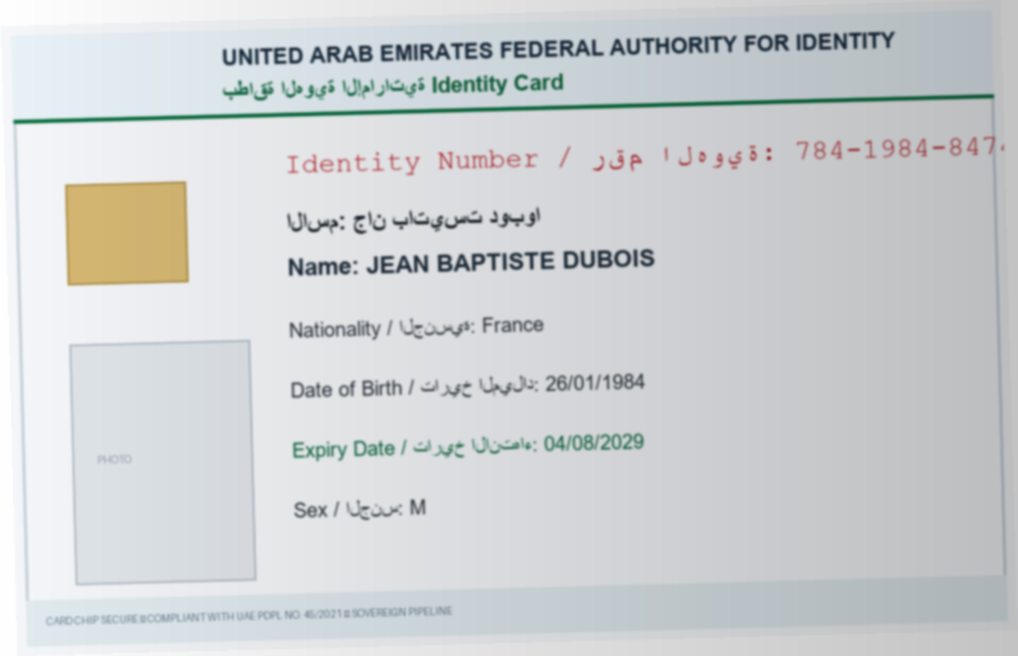 UNITED ARAB EMIRATES FEDERAL AUTHORITY FOR IDENTITY
بطاقة الهوية الإماراتية Identity Card
Identity Number / رقم الهوية: 784-1984-847
الاسم: جان باتيست دوبوا
Name: JEAN BAPTISTE DUBOIS
Nationality / الجنسية: France
Date of Birth / تاريخ الميلاد: 26/01/1984
Expiry Date / تاريخ الانتهاء: 04/08/2029
Sex / الجنس: M
PHOTO
CARD CHIP SECURE COMPLIANT WITH UAE PDPL NO. 45/2021 SOVEREIGN PIPELINE